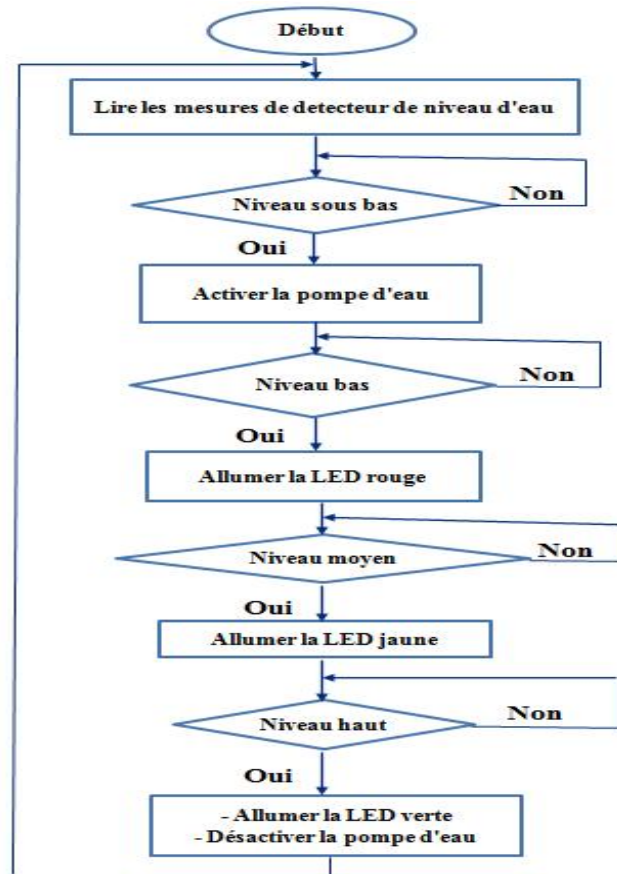 Début
Lire les mesures de detecteur de niveau d'eau
Niveau sous bas
Non
Oui
Activer la pompe d'eau
Niveau bas
Non
Oui
Allumer la LED rouge
Niveau moyen
Non
Oui
Allumer la LED jaune
Niveau haut
Non
Oui
- Allumer la LED verte
- Désactiver la pompe d'eau